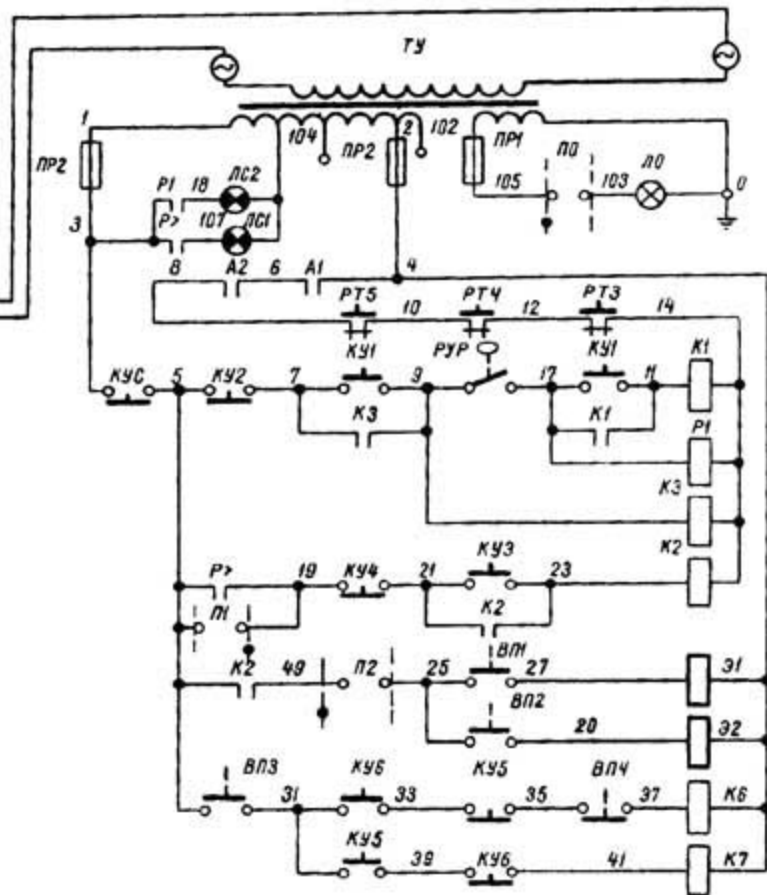 ТУ
1 104 2 102 ПР1 ПО
ПР2 ПР2 ЛО
Р1 18 ЛС2 105 103 0
3 Р> 107 ЛС1
8 А2 6 А1 4
РТ5 10 РТ4 12 РТ3 14
КУС 5 КУ2 7 КУ1 9 РУР 17 КУ1 11 К1
К3 К1 Р1
К3
К2
Р> 19 КУ4 21 КУ3 23
П1 К2
К2 49 П2 25 ВП1 27 Э1
ВП2
20 Э2
ВП3 31 КУ6 33 КУ5 35 ВП4 37 К6
КУ5 39 КУ6 41 К7